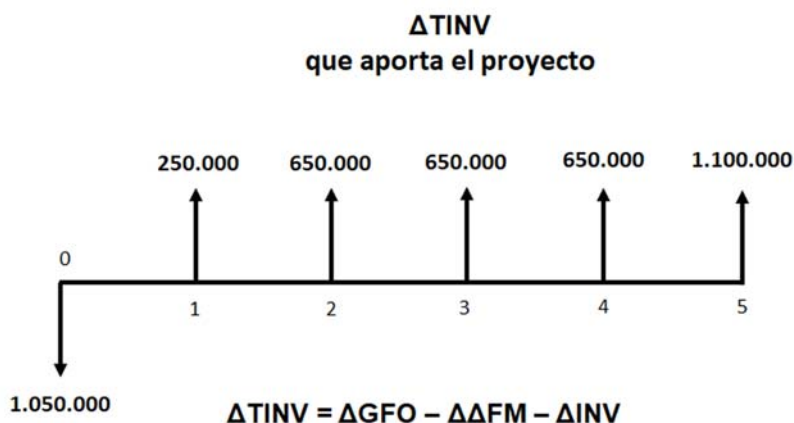 ΔTINV
que aporta el proyecto
250.000 650.000 650.000 650.000 1.100.000
0
1 2 3 4 5
1.050.000
ΔTINV = ΔGFO – ΔΔFM – ΔINV